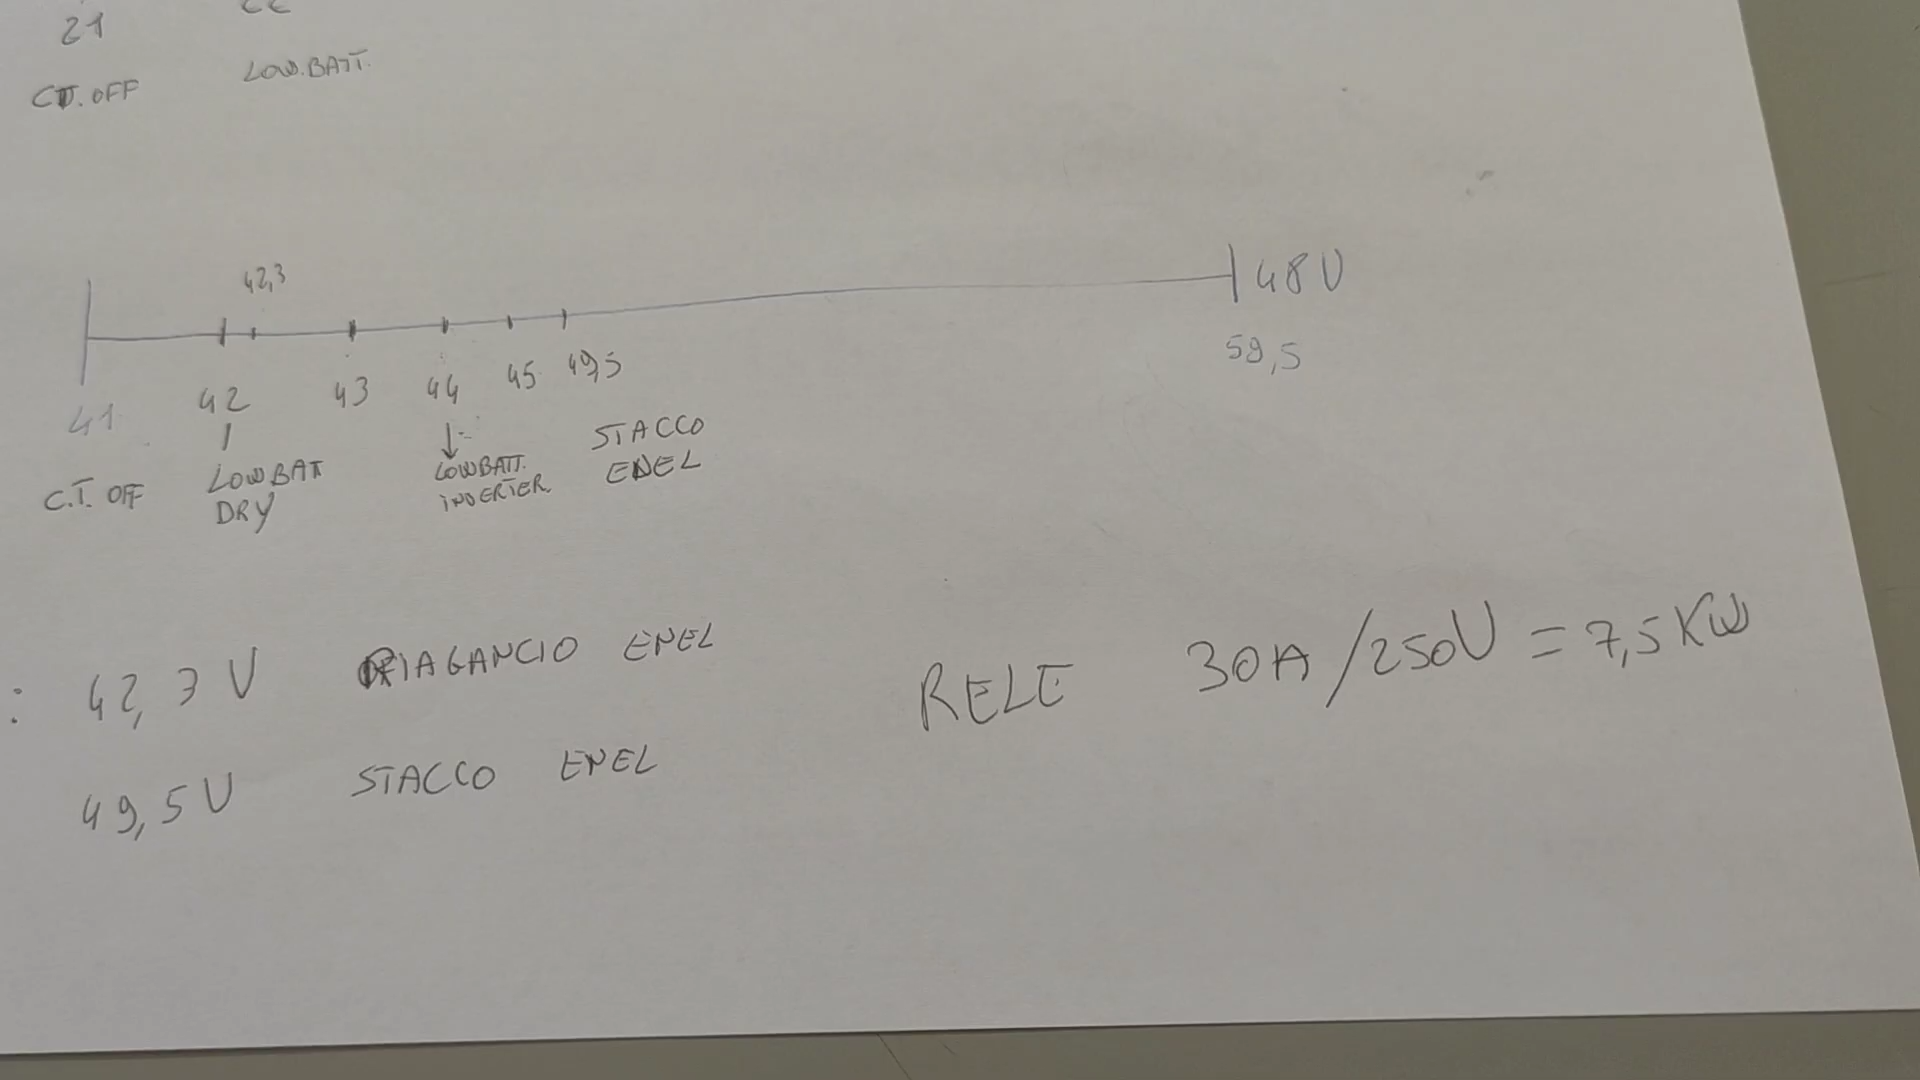 21
C.T. OFF
LOW.BATT.
42,3
48 V
59,5
41 42 43 44 45 49,5
C.T. OFF
LOW BAT
DRY
LOWBATT.
INVERTER.
STACCO
ENEL
: 42,3 V RIAGANCIO ENEL
49,5 V STACCO ENEL
RELE 30A/250V = 7,5 KW